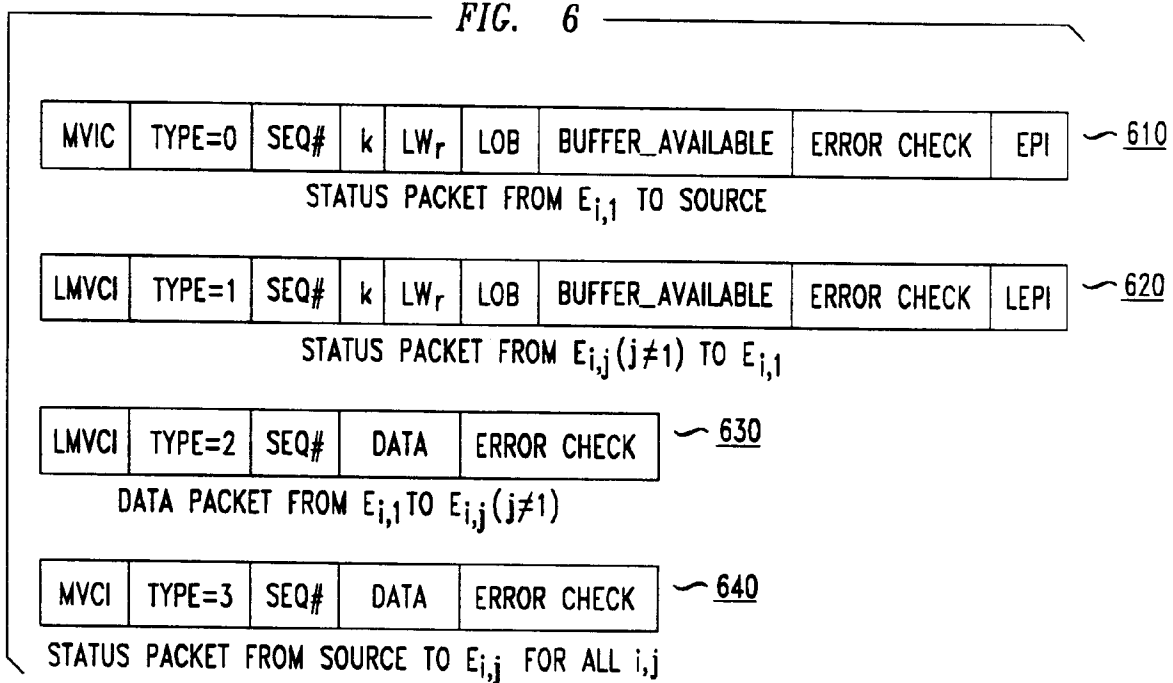 FIG. 6
MVIC TYPE=0 SEQ# k LWr LOB BUFFER_AVAILABLE ERROR CHECK EPI 610
STATUS PACKET FROM Ei,1 TO SOURCE
LMVCI TYPE=1 SEQ# k LWr LOB BUFFER_AVAILABLE ERROR CHECK LEPI 620
STATUS PACKET FROM Ei,j (j≠1) TO Ei,1
LMVCI TYPE=2 SEQ# DATA ERROR CHECK 630
DATA PACKET FROM Ei,1 TO Ei,j (j≠1)
MVCI TYPE=3 SEQ# DATA ERROR CHECK 640
STATUS PACKET FROM SOURCE TO Ei,j FOR ALL i,j